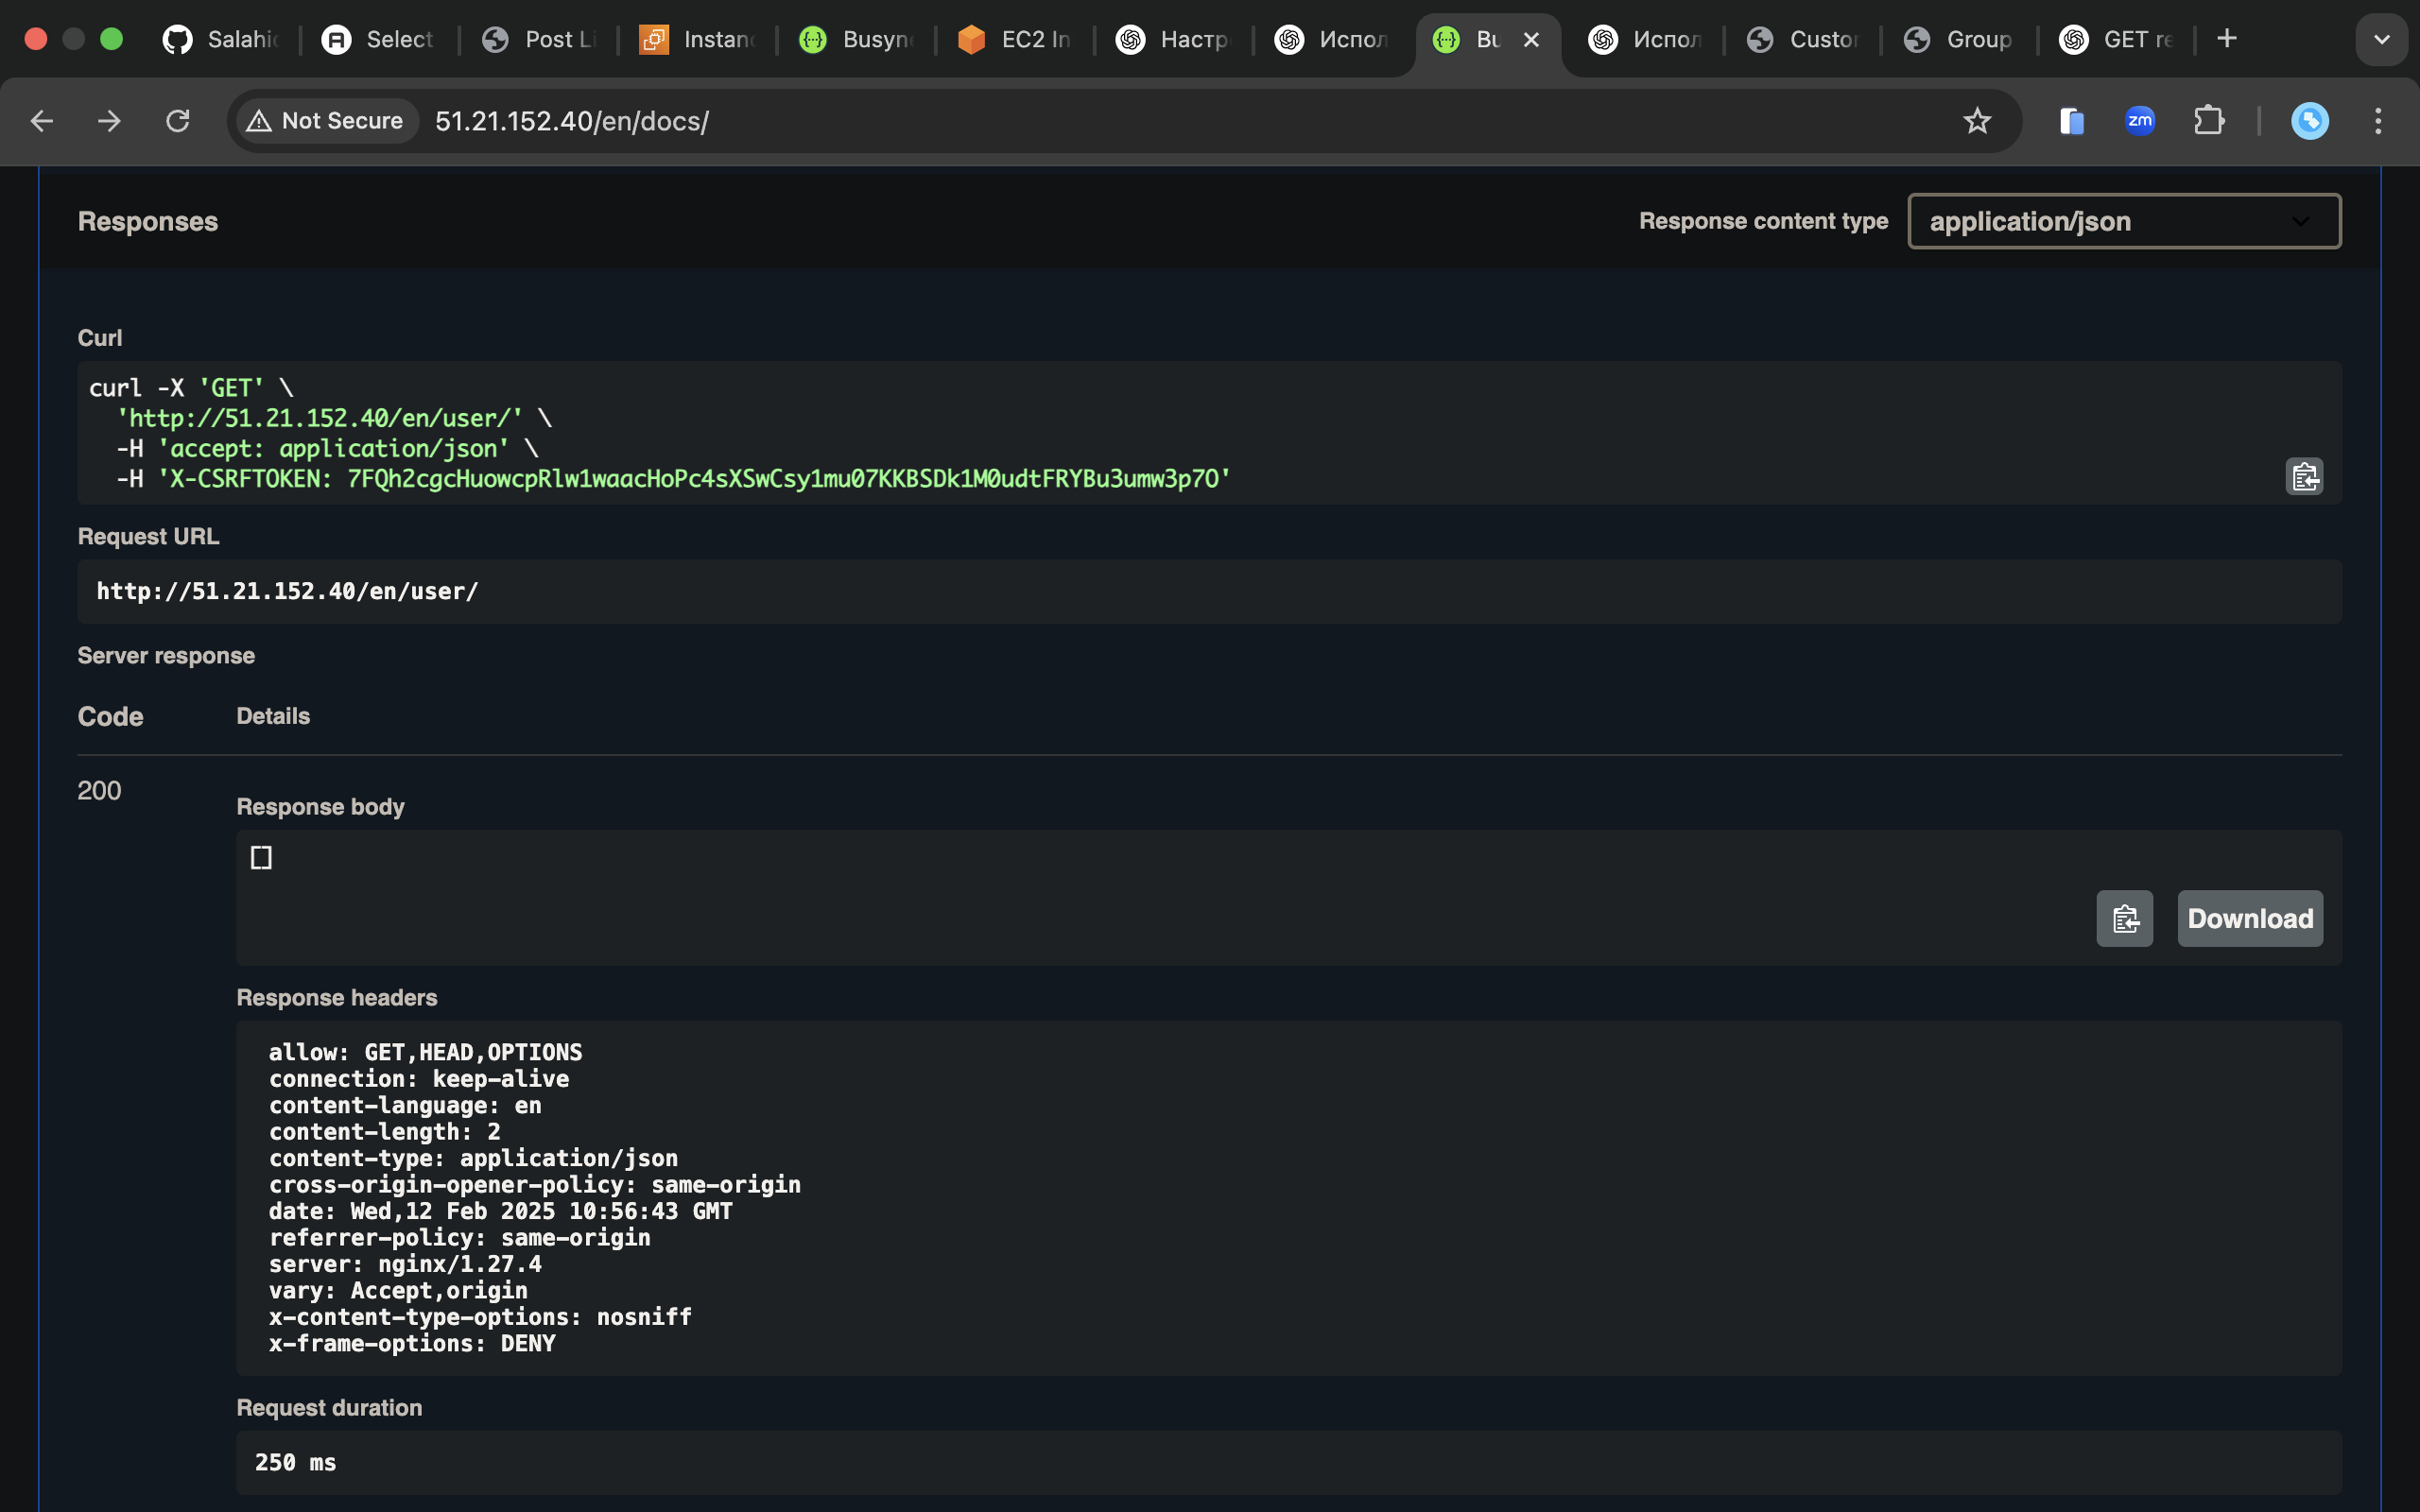 Salahi
Select
Post Li
Instanc
Busyne
EC2 In
Настр
Испол
Bu
Испол
Custor
Group
GET re
Not Secure
51.21.152.40/en/docs/
zm
Responses
Response content type
application/json
Curl
curl -X 'GET' \
'http://51.21.152.40/en/user/' \
-H 'accept: application/json' \
-H 'X-CSRFTOKEN: 7FQh2cgcHuowcpRlw1waacHoPc4sXSwCsy1mu07KKBSDk1M0udtFRYBu3umw3p7O'
Request URL
http://51.21.152.40/en/user/
Server response
Code Details
200
Response body
[]
Download
Response headers
allow: GET,HEAD,OPTIONS
connection: keep-alive
content-language: en
content-length: 2
content-type: application/json
cross-origin-opener-policy: same-origin
date: Wed,12 Feb 2025 10:56:43 GMT
referrer-policy: same-origin
server: nginx/1.27.4
vary: Accept,origin
x-content-type-options: nosniff
x-frame-options: DENY
Request duration
250 ms